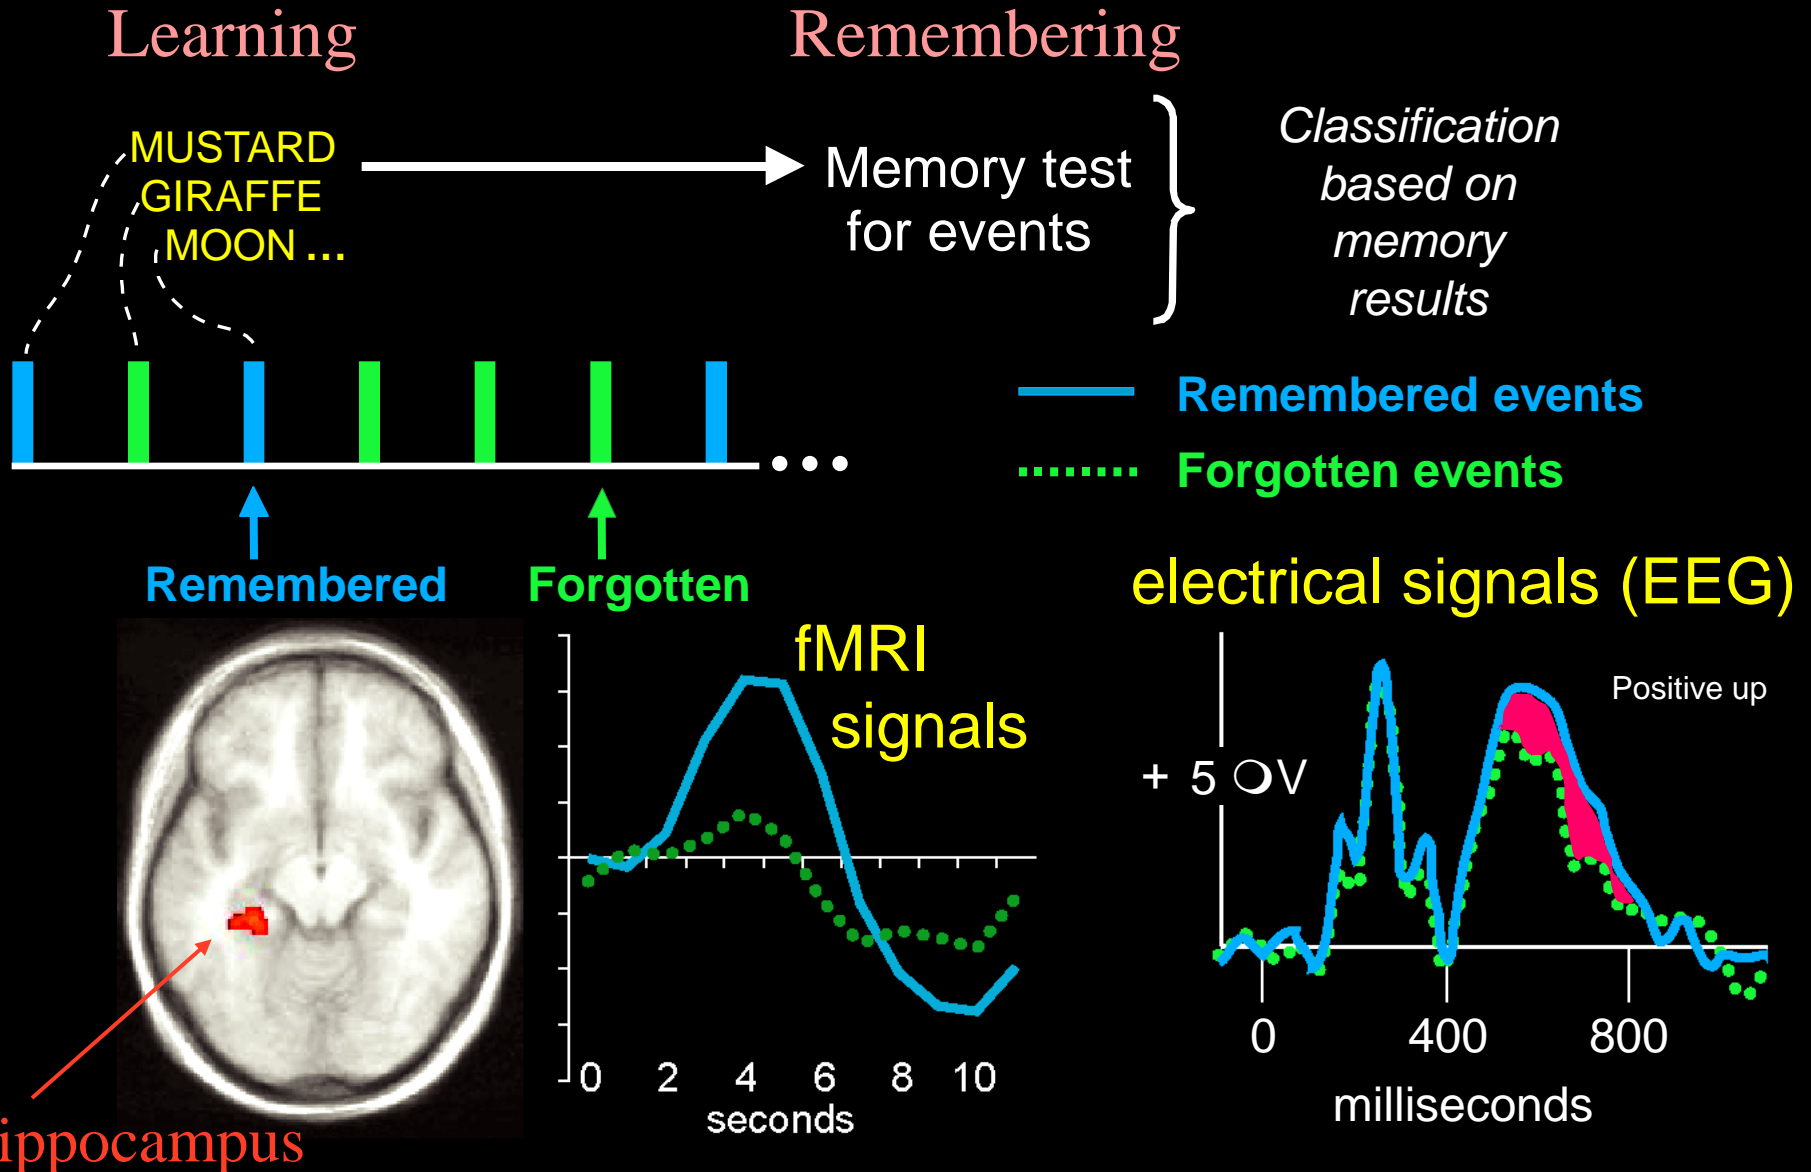 Learning
Remembering
MUSTARD
GIRAFFE
MOON ...
Memory test
for events
Classification
based on
memory
results
Remembered events
Forgotten events
Remembered
Forgotten
electrical signals (EEG)
fMRI
signals
Positive up
+ 5 ❍V
0 2 4 6 8 10
seconds
0 400 800
milliseconds
ippocampus